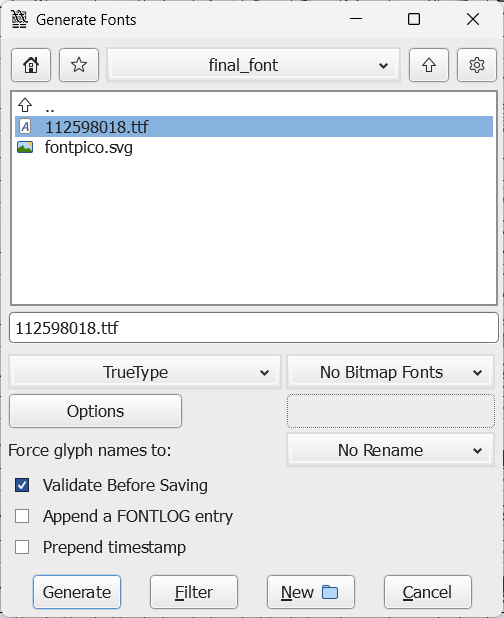 Generate Fonts
final_font
..
112598018.ttf
fontpico.svg
112598018.ttf
TrueType
No Bitmap Fonts
Options
Force glyph names to:
No Rename
Validate Before Saving
Append a FONTLOG entry
Prepend timestamp
Generate
Filter
New
Cancel